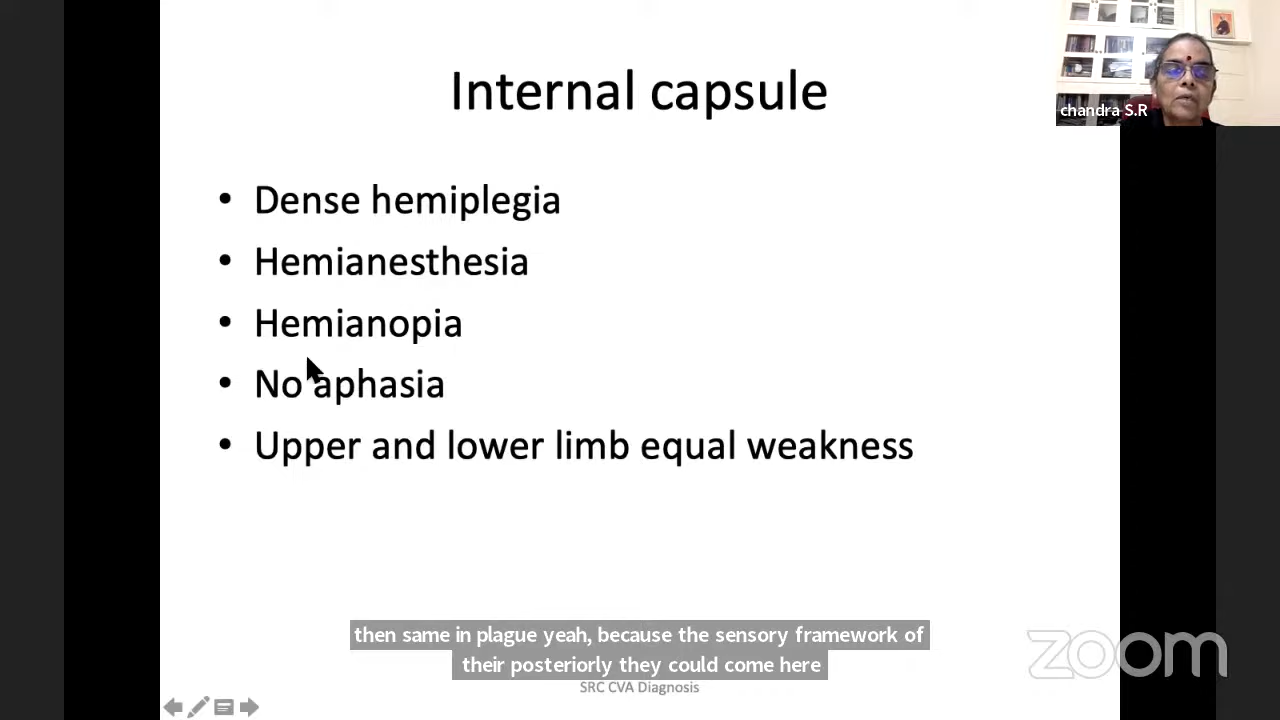 Internal capsule
chandra S.R
• Dense hemiplegia
• Hemianesthesia
• Hemianopia
• No aphasia
• Upper and lower limb equal weakness
then same in plague yeah, because the sensory framework of
their posteriorly they could come here
SRC CVA Diagnosis
zoom